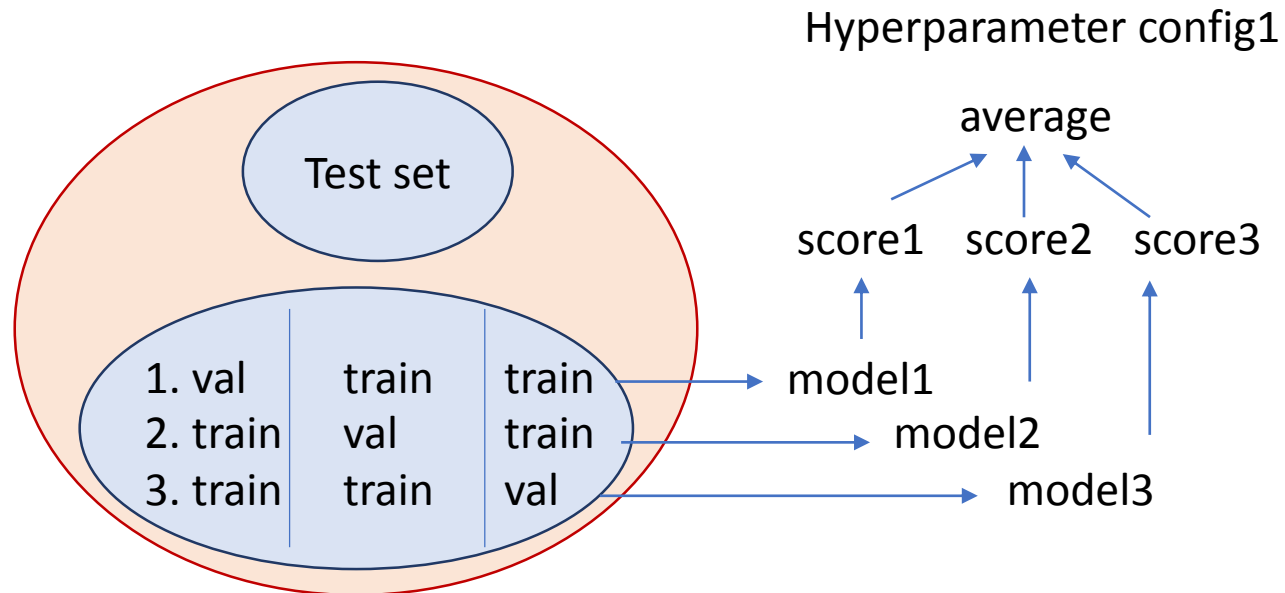 Hyperparameter config1
average
Test set
score1 score2 score3
1. val train train
model1
2. train val train
model2
3. train train val
model3